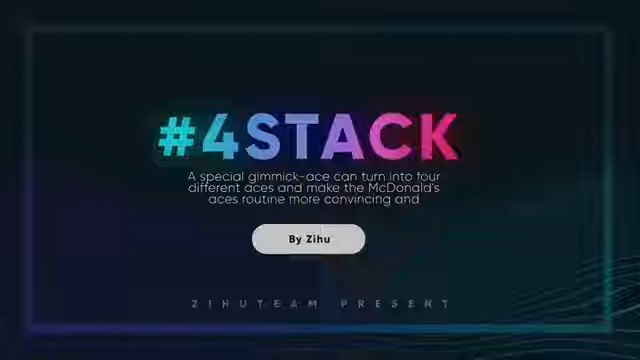 #4STACK
A special gimmick-ace can turn into four
different aces and make the McDonald's
aces routine more convincing and
By Zihu
ZIHUTEAM PRESENT